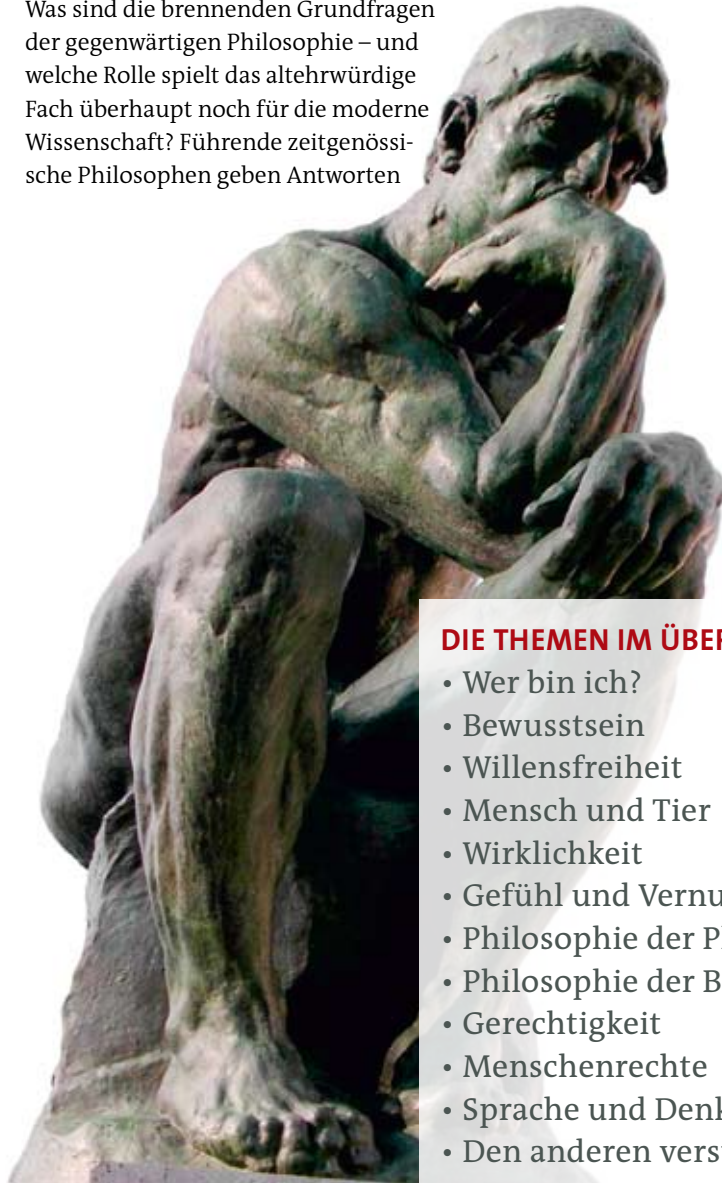 Was sind die brennenden Grundfragen
der gegenwärtigen Philosophie – und
welche Rolle spielt das altehrwürdige
Fach überhaupt noch für die moderne
Wissenschaft? Führende zeitgenössi-
sche Philosophen geben Antworten
DIE THEMEN IM
• Wer bin ich?
• Bewusstsein
• Willensfreiheit
• Mensch und Tier
• Wirklichkeit
• Gefühl und
• Philosophie der
• Philosophie der
• Gerechtigkeit
• Menschenrechte
• Sprache und
• Den anderen